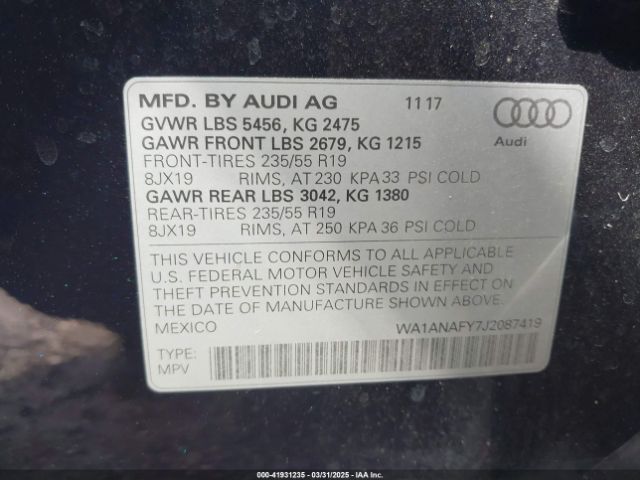 MFD. BY AUDI AG 11 17
GVWR LBS 5456, KG 2475
GAWR FRONT LBS 2679, KG 1215
FRONT-TIRES 235/55 R19
8JX19 RIMS, AT 230 KPA 33 PSI COLD
GAWR REAR LBS 3042, KG 1380
REAR-TIRES 235/55 R19
8JX19 RIMS, AT 250 KPA 36 PSI COLD
Audi
THIS VEHICLE CONFORMS TO ALL APPLICABLE
U.S. FEDERAL MOTOR VEHICLE SAFETY AND
THEFT PREVENTION STANDARDS IN EFFECT ON
THE DATE OF MANUFACTURE SHOWN ABOVE.
MEXICO WA1ANAFY7J2087419
TYPE:
MPV
000-41931235 - 03/31/2025 - IAA Inc.